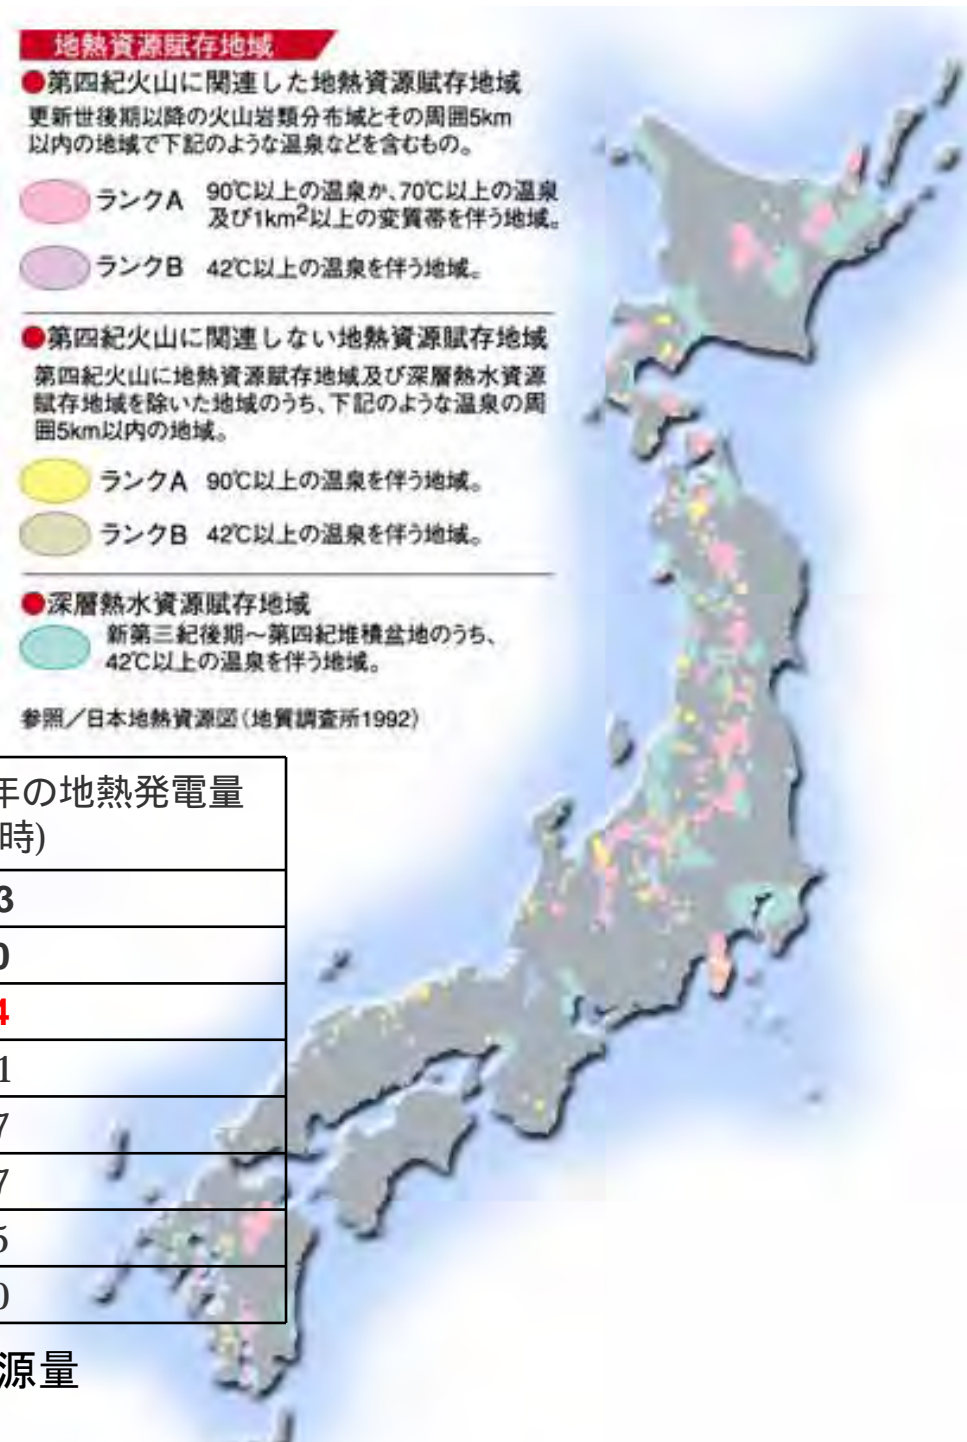 地熱資源賦存地域
●第四紀火山に関連した地熱資源賦存地域
更新世後期以降の火山岩類分布域とその周囲5km
以内の地域で下記のような温泉などを含むもの。
ランクA 90℃以上の温泉か、70℃以上の温泉
及び1km²以上の変質帯を伴う地域。
ランクB 42℃以上の温泉を伴う地域。
●第四紀火山に関連しない地熱資源賦存地域
第四紀火山に地熱資源賦存地域及び深層熱水資源
賦存地域を除いた地域のうち、下記のような温泉の周
囲5km以内の地域。
ランクA 90℃以上の温泉を伴う地域。
ランクB 42℃以上の温泉を伴う地域。
●深層熱水資源賦存地域
新第三紀後期～第四紀堆積盆地のうち、
42℃以上の温泉を伴う地域。
参照／日本地熱資源図（地質調査所1992）
年の地熱発電量
時)
3
0
4
1
7
7
5
0
源量